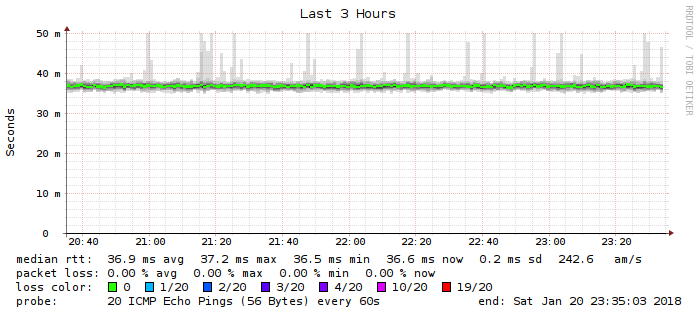 Last 3 Hours
RRDTOOL / TOBI OETIKER
Seconds
50 m
40 m
30 m
20 m
10 m
0
20:40 21:00 21:20 21:40 22:00 22:20 22:40 23:00 23:20
median rtt: 36.9 ms avg 37.2 ms max 36.5 ms min 36.6 ms now 0.2 ms sd 242.6 am/s
packet loss: 0.00 % avg 0.00 % max 0.00 % min 0.00 % now
loss color: 0 1/20 2/20 3/20 4/20 10/20 19/20
probe: 20 ICMP Echo Pings (56 Bytes) every 60s end: Sat Jan 20 23:35:03 2018